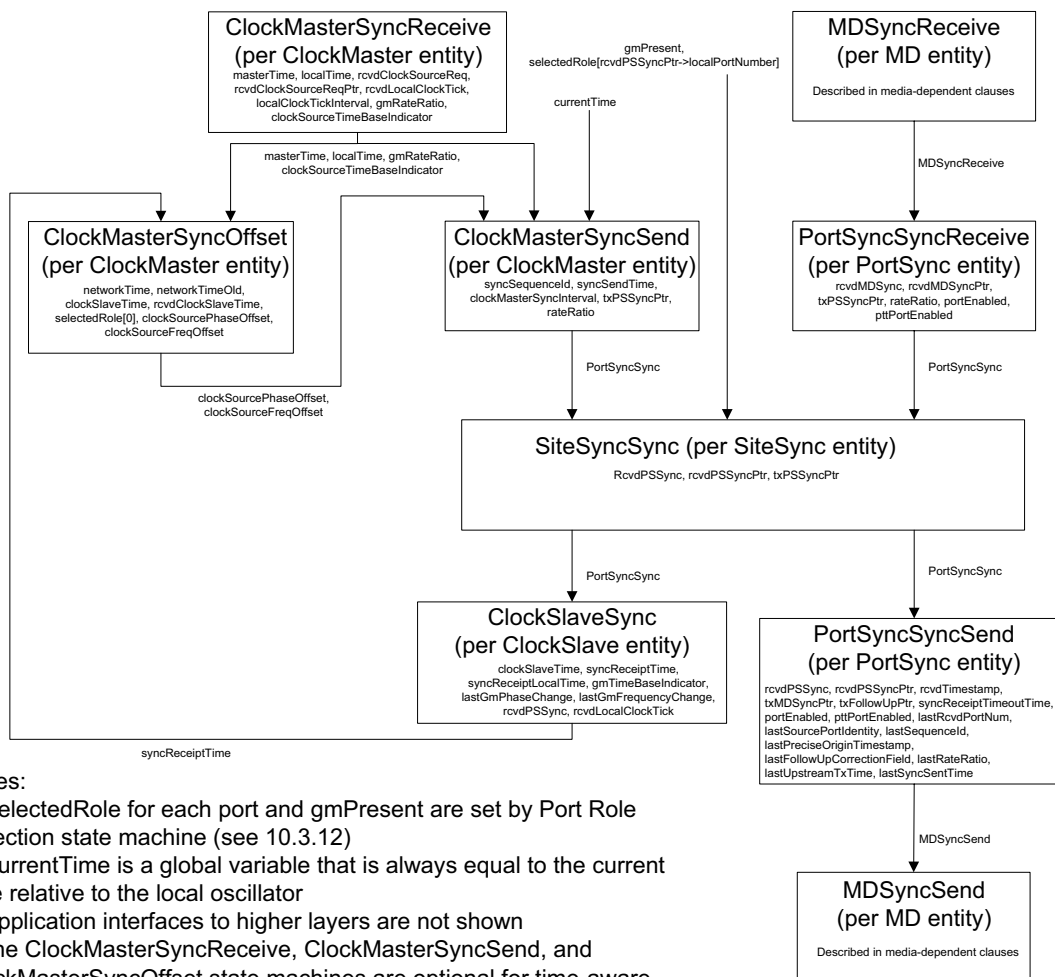 ClockMasterSyncReceive
(per ClockMaster entity)
masterTime, localTime, rcvdClockSourceReq,
rcvdClockSourceReqPtr, rcvdLocalClockTick,
localClockTickInterval, gmRateRatio,
clockSourceTimeBaseIndicator
gmPresent,
selectedRole[rcvdPSSyncPtr->localPortNumber]
currentTime
MDSyncReceive
(per MD entity)
Described in media-dependent clauses
masterTime, localTime, gmRateRatio,
clockSourceTimeBaseIndicator
MDSyncReceive
ClockMasterSyncOffset
(per ClockMaster entity)
networkTime, networkTimeOld,
clockSlaveTime, rcvdClockSlaveTime,
selectedRole[0], clockSourcePhaseOffset,
clockSourceFreqOffset
ClockMasterSyncSend
(per ClockMaster entity)
syncSequenceId, syncSendTime,
clockMasterSyncInterval, txPSSyncPtr,
rateRatio
PortSyncSyncReceive
(per PortSync entity)
rcvdMDSync, rcvdMDSyncPtr,
txPSSyncPtr, rateRatio, portEnabled,
pttPortEnabled
clockSourcePhaseOffset,
clockSourceFreqOffset
PortSyncSync
PortSyncSync
SiteSyncSync (per SiteSync entity)
RcvdPSSync, rcvdPSSyncPtr, txPSSyncPtr
PortSyncSync
PortSyncSync
ClockSlaveSync
(per ClockSlave entity)
clockSlaveTime, syncReceiptTime,
syncReceiptLocalTime, gmTimeBaseIndicator,
lastGmPhaseChange, lastGmFrequencyChange,
rcvdPSSync, rcvdLocalClockTick
PortSyncSyncSend
(per PortSync entity)
rcvdPSSync, rcvdPSSyncPtr, rcvdTimestamp,
txMDSyncPtr, txFollowUpPtr, syncReceiptTimeoutTime,
portEnabled, pttPortEnabled, lastRcvdPortNum,
lastSourcePortIdentity, lastSequenceId,
lastPreciseOriginTimestamp,
lastFollowUpCorrectionField, lastRateRatio,
lastUpstreamTxTime, lastSyncSentTime
syncReceiptTime
es:
electedRole for each port and gmPresent are set by Port Role
ection state machine (see 10.3.12)
urrentTime is a global variable that is always equal to the current
e relative to the local oscillator
pplication interfaces to higher layers are not shown
he ClockMasterSyncReceive, ClockMasterSyncSend, and
ckMasterSyncOffset state machines are optional for time-aware
MDSyncSend
MDSyncSend
(per MD entity)
Described in media-dependent clauses